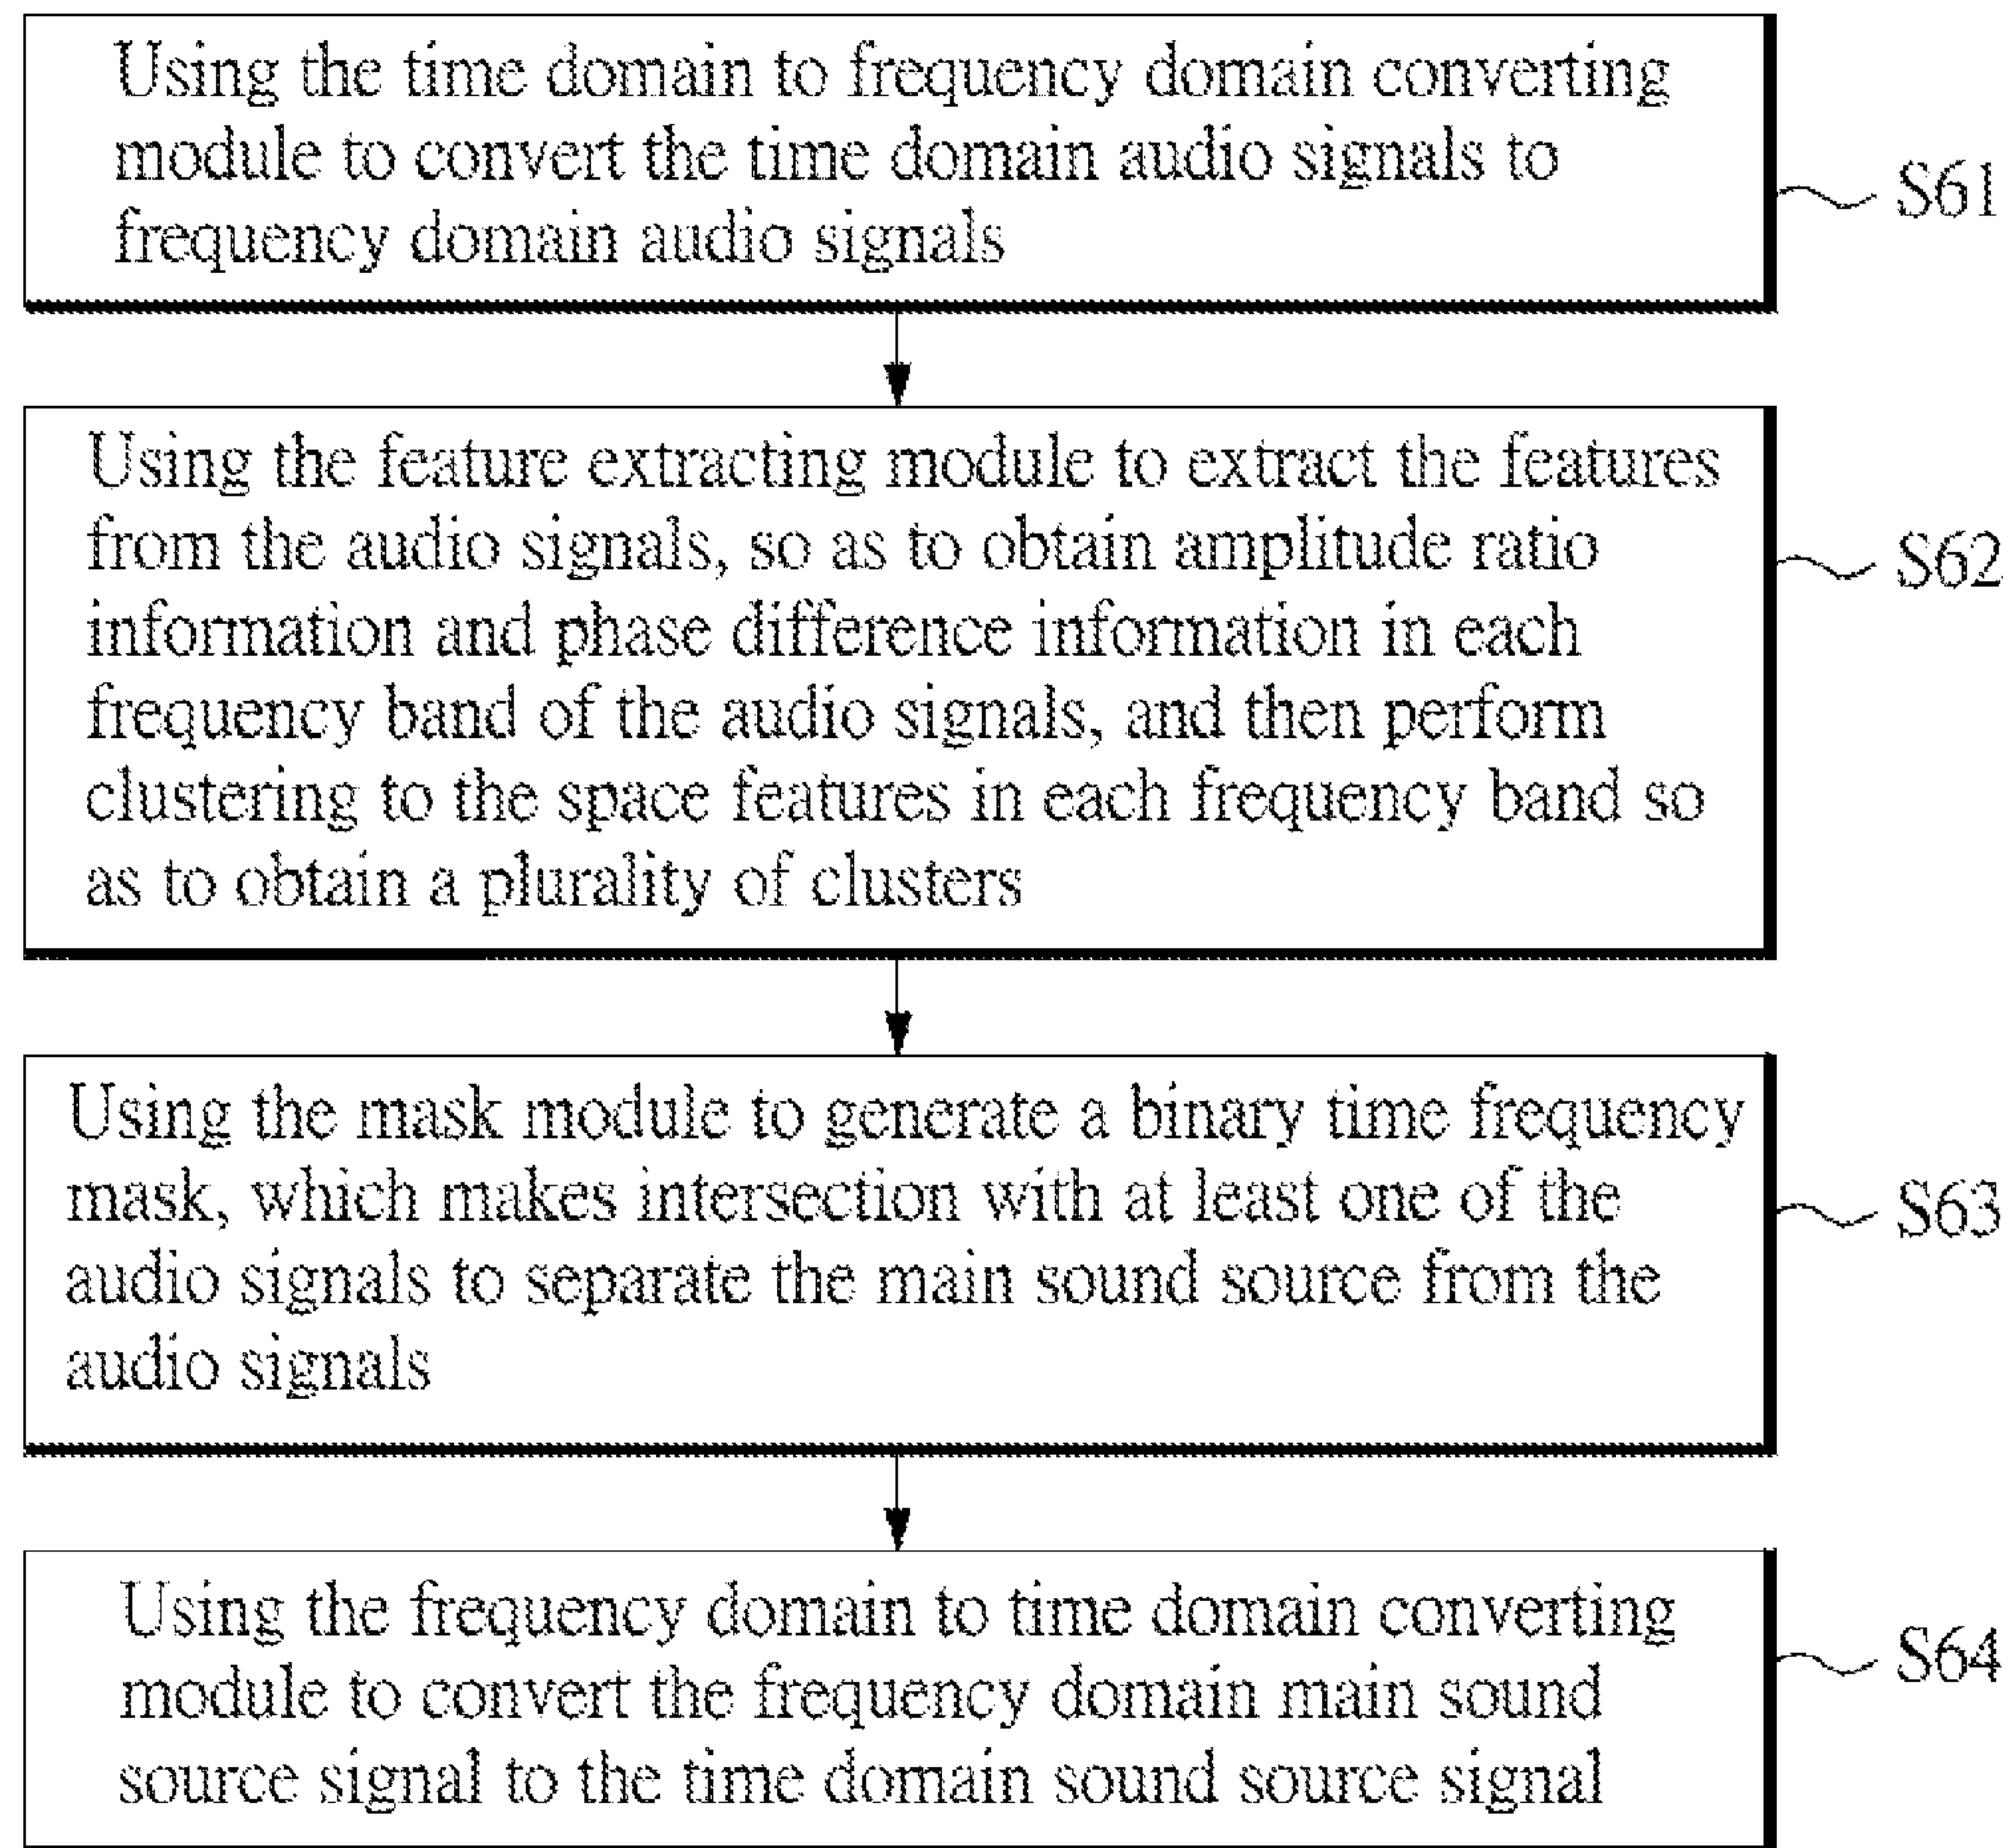 Using the time domain to frequency domain converting
module to convert the time domain audio signals to
frequency domain audio signals
S61
Using the feature extracting module to extract the features
from the audio signals, so as to obtain amplitude ratio
information and phase difference information in each
frequency band of the audio signals, and then perform
clustering to the space features in each frequency band so
as to obtain a plurality of clusters
S62
Using the mask module to generate a binary time frequency
mask, which makes intersection with at least one of the
audio signals to separate the main sound source from the
audio signals
S63
Using the frequency domain to time domain converting
module to convert the frequency domain main sound
source signal to the time domain sound source signal
S64